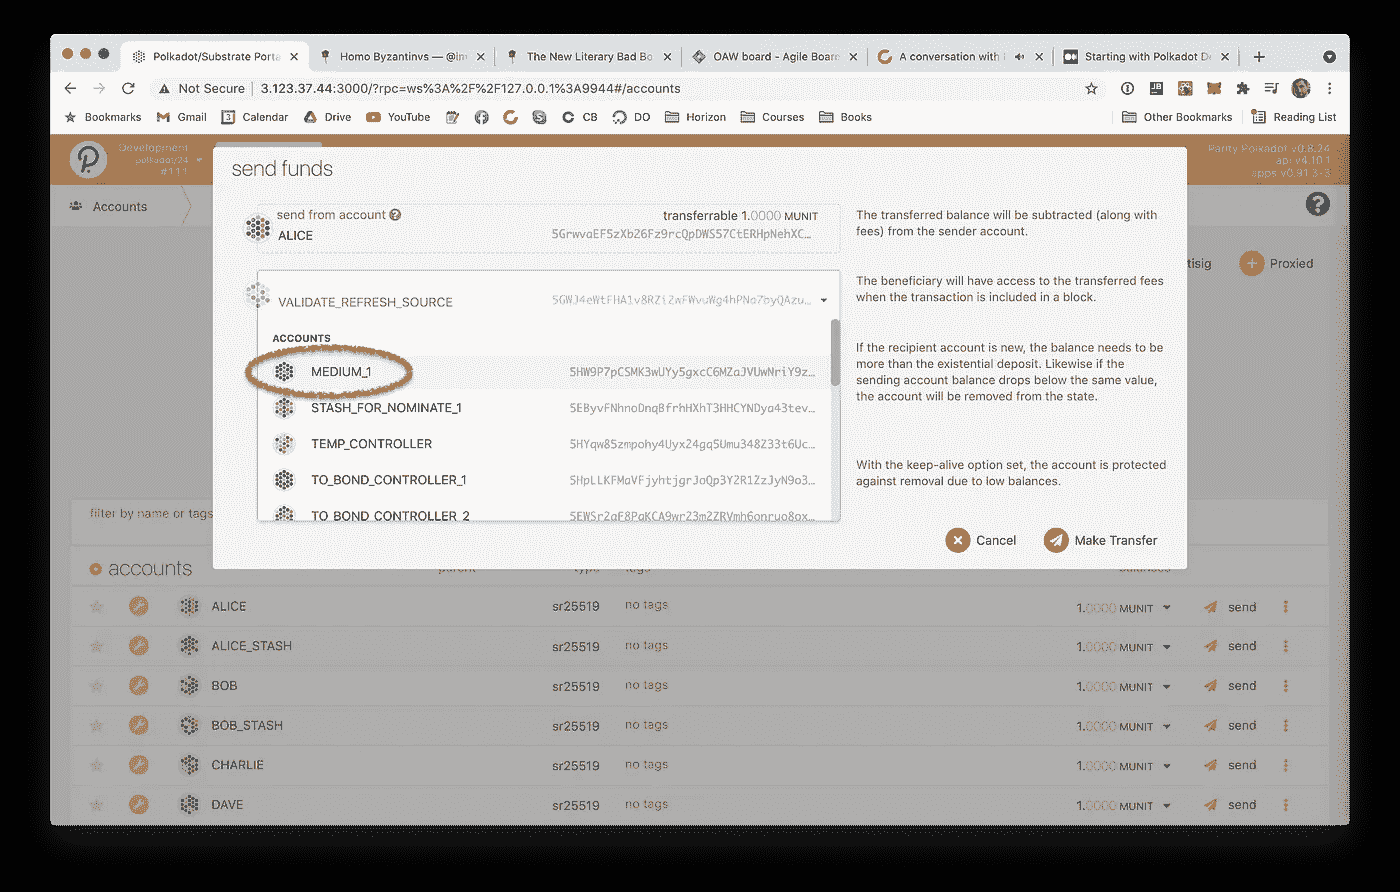 Polkadot/Substrate Porta
Homo Byzantinvs — @in
The New Literary Bad Bo
OAW board - Agile Board
A conversation with
Starting with Polkadot De
Not Secure | 3.123.37.44:3000/?rpc=ws%3A%2F%2F127.0.0.1%3A9944#/accounts
Bookmarks Gmail Calendar Drive YouTube CB DO Horizon Courses Books Other Bookmarks Reading List
Development
polkadot/24
#111
Parity Polkadot v0.8.24
api v4.10.1
apps v0.91.3-3
Accounts
send funds
send from account
transferrable 1.0000 MUNIT
ALICE
The transferred balance will be subtracted (along with
fees) from the sender account.
VALIDATE_REFRESH_SOURCE
The beneficiary will have access to the transferred fees
when the transaction is included in a block.
ACCOUNTS
MEDIUM_1
STASH_FOR_NOMINATE_1
TEMP_CONTROLLER
TO_BOND_CONTROLLER_1
TO_BOND_CONTROLLER_2
If the recipient account is new, the balance needs to be
more than the existential deposit. Likewise if the
sending account balance drops below the same value,
the account will be removed from the state.
With the keep-alive option set, the account is protected
against removal due to low balances.
Cancel Make Transfer
tisig Proxied
filter by name or tags
accounts parent type tags balances
ALICE sr25519 no tags 1.0000 MUNIT send
ALICE_STASH sr25519 no tags 1.0000 MUNIT send
BOB sr25519 no tags 1.0000 MUNIT send
BOB_STASH sr25519 no tags 1.0000 MUNIT send
CHARLIE sr25519 no tags 1.0000 MUNIT send
DAVE sr25519 no tags 1.0000 MUNIT send